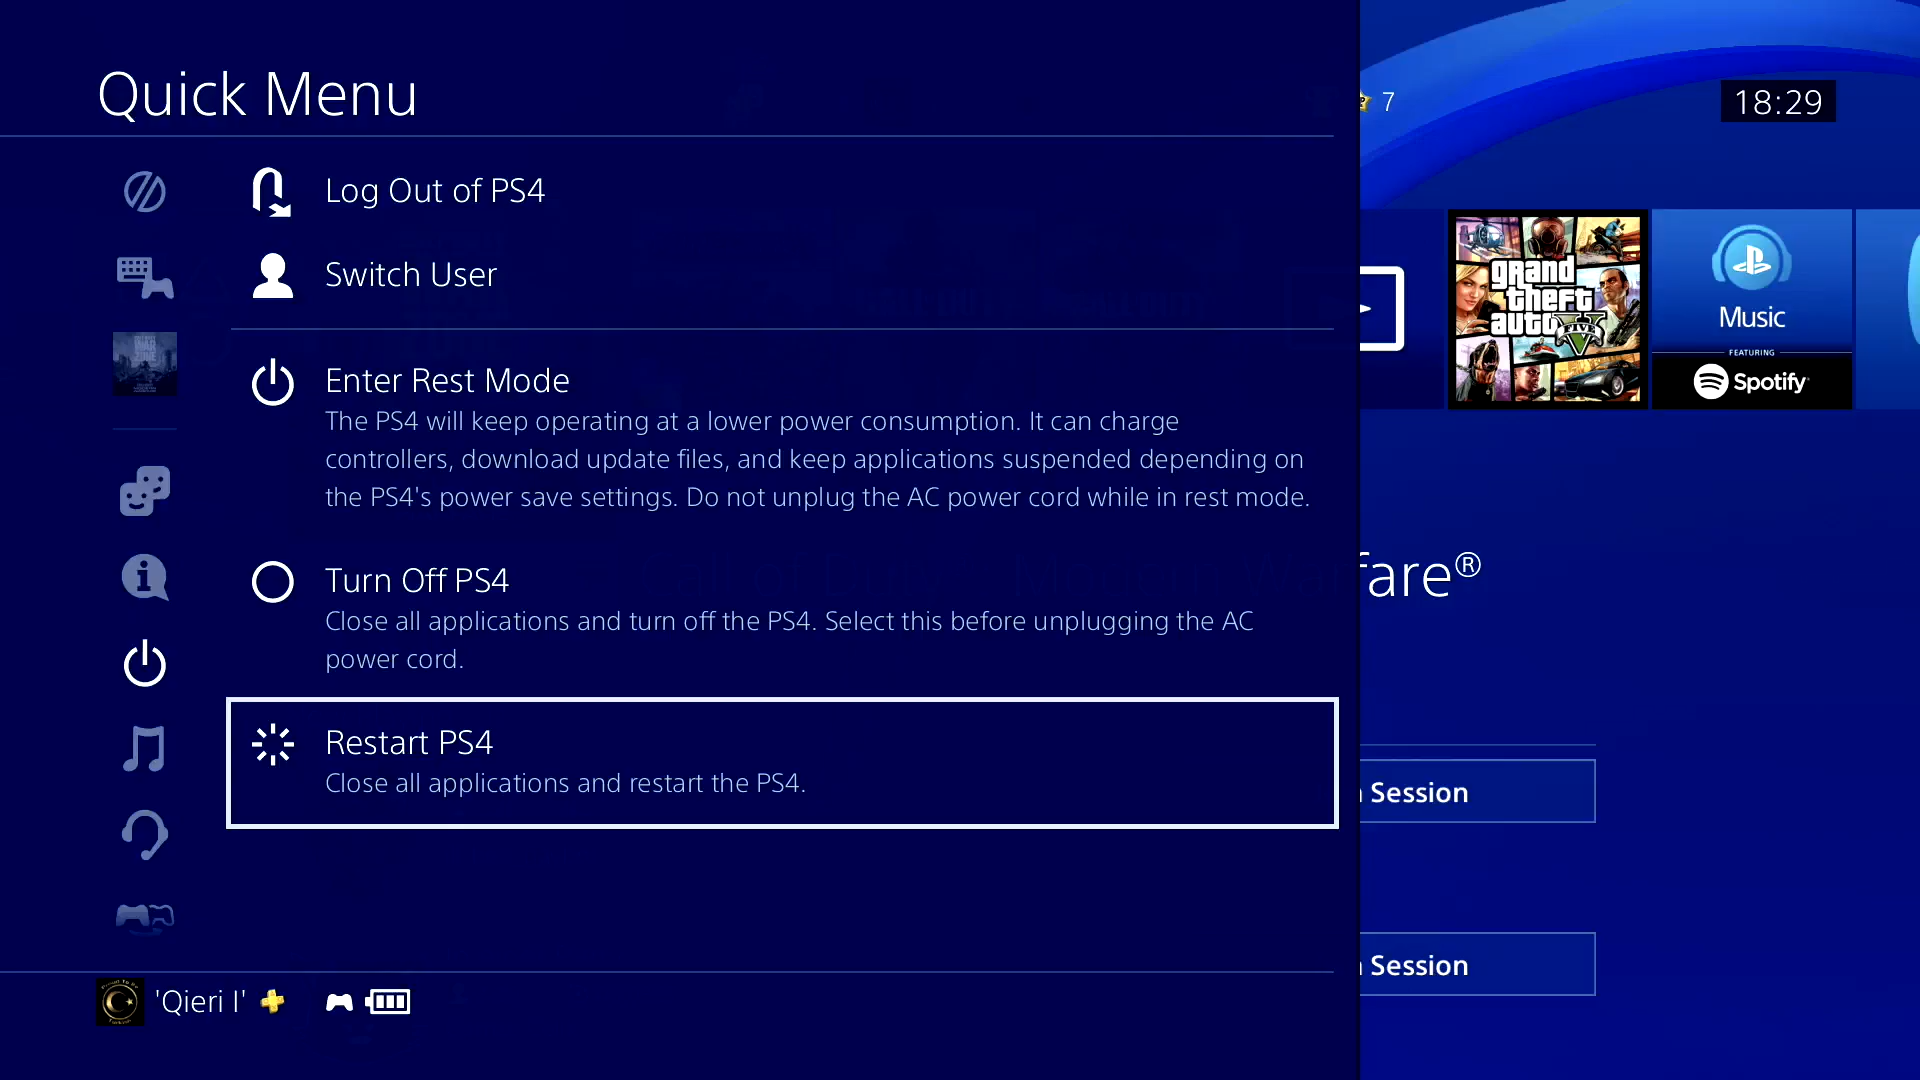 Quick Menu
7
18:29
Log Out of PS4
Switch User
Enter Rest Mode
The PS4 will keep operating at a lower power consumption. It can charge
controllers, download update files, and keep applications suspended depending on
the PS4's power save settings. Do not unplug the AC power cord while in rest mode.
Turn Off PS4
Close all applications and turn off the PS4. Select this before unplugging the AC
power cord.
Restart PS4
Close all applications and restart the PS4.
grand
theft
auto
FIVE
Music
FEATURING
Spotify
WAR
ZONE
fare®
Session
Session
'Qieri I'